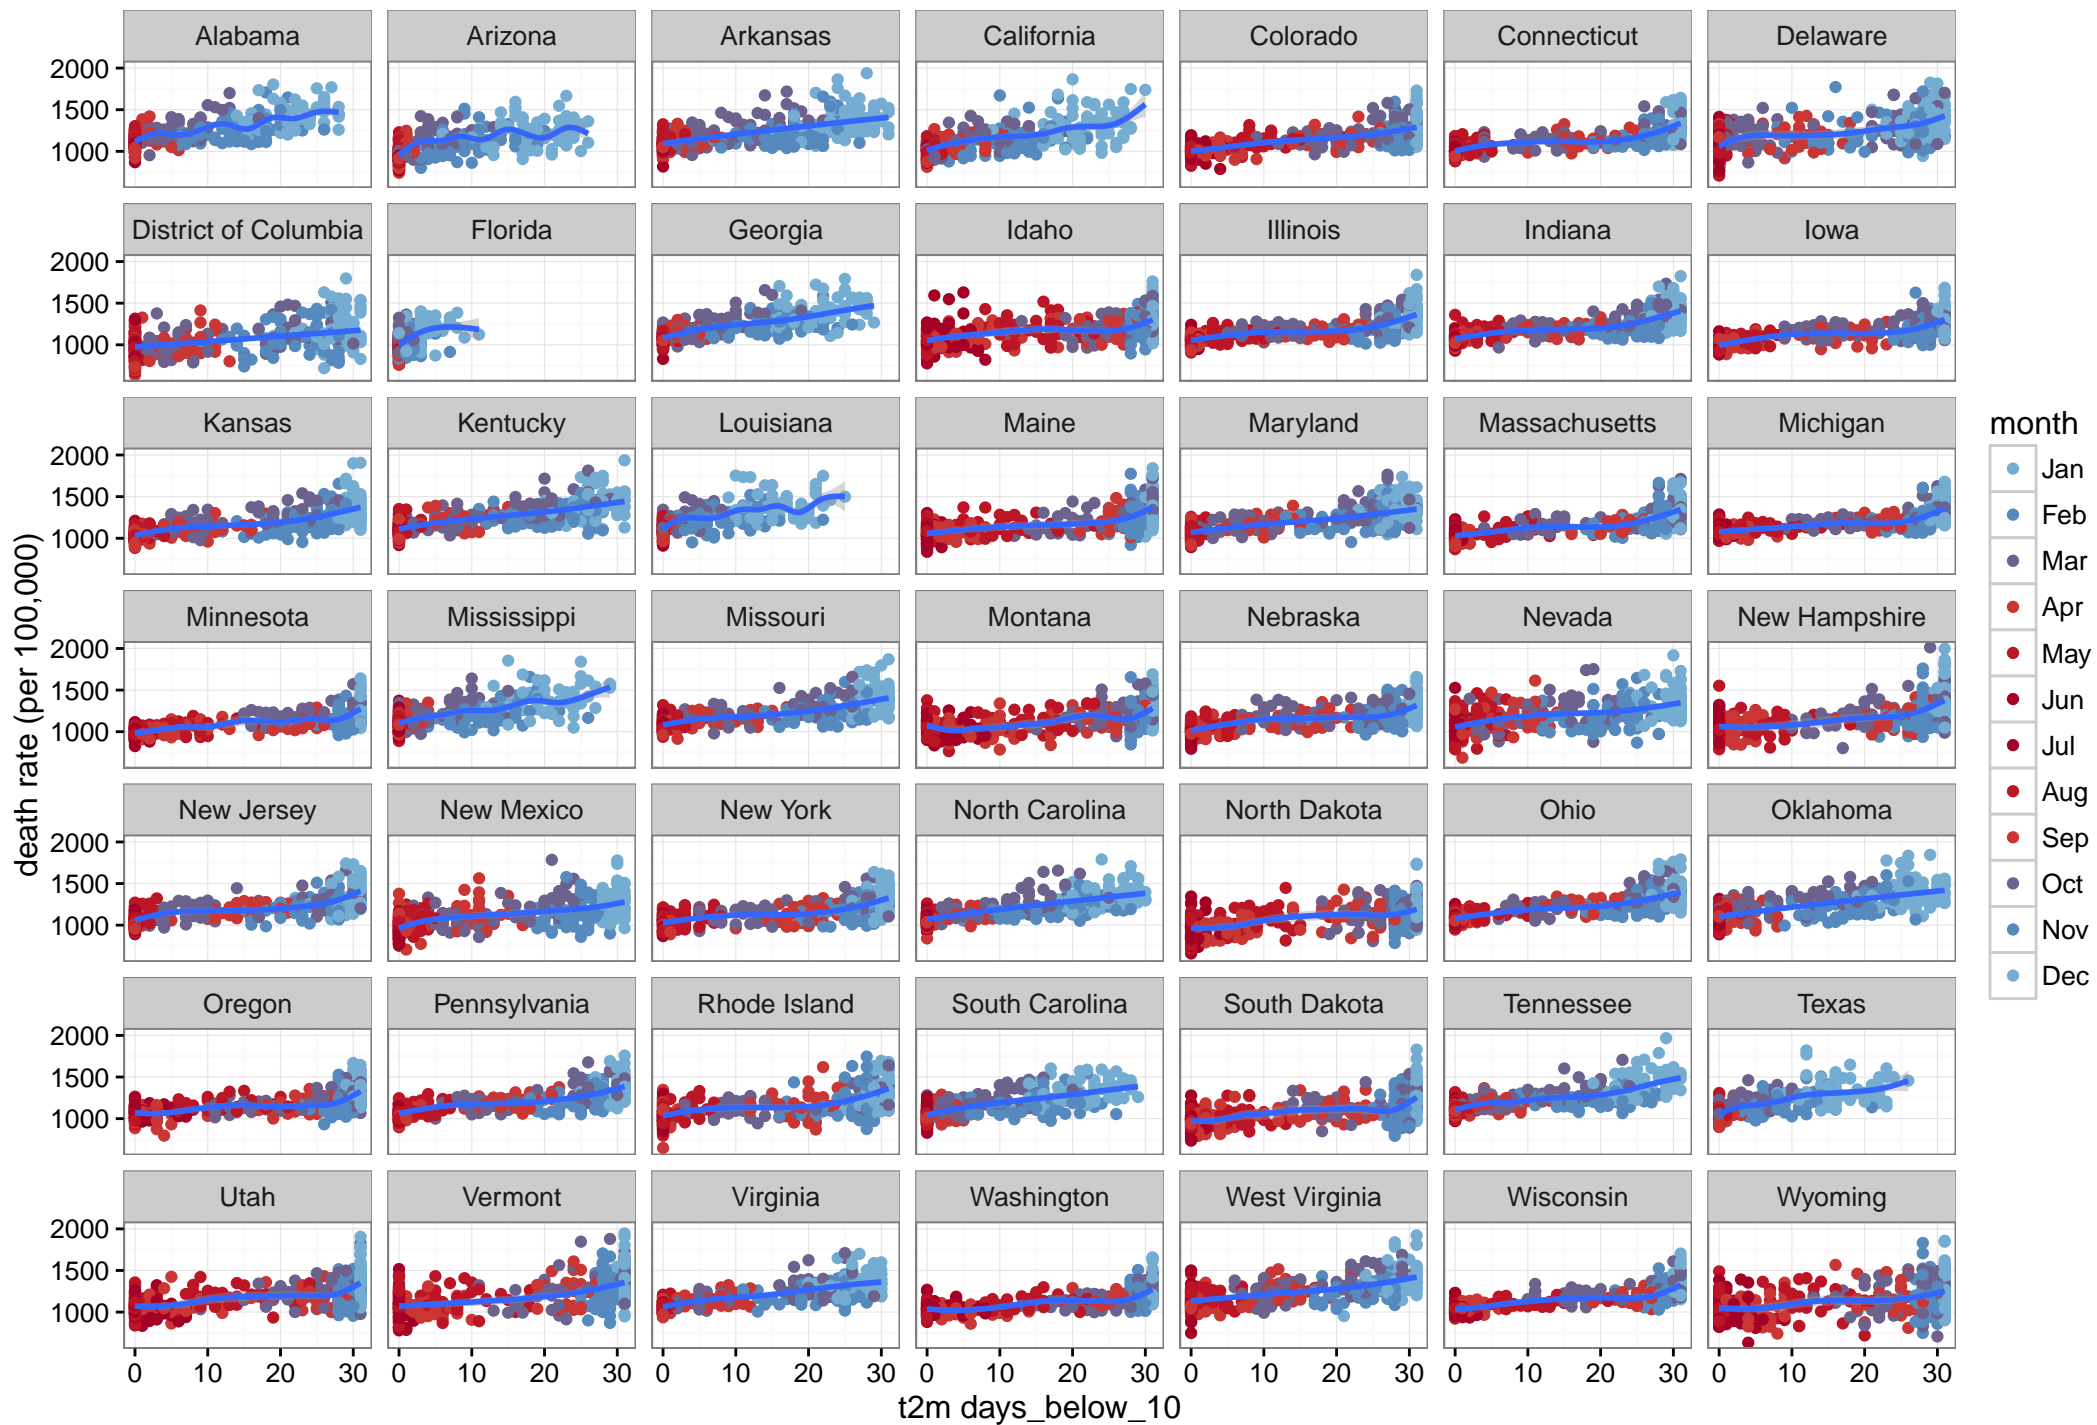 Alabama Arizona Arkansas California Colorado Connecticut Delaware
2000
1500
1000
District of Columbia Florida Georgia Idaho Illinois Indiana Iowa
2000
1500
1000
Kansas Kentucky Louisiana Maine Maryland Massachusetts Michigan
2000
1500
1000
Minnesota Mississippi Missouri Montana Nebraska Nevada New Hampshire
2000
1500
1000
New Jersey New Mexico New York North Carolina North Dakota Ohio Oklahoma
2000
1500
1000
Oregon Pennsylvania Rhode Island South Carolina South Dakota Tennessee Texas
2000
1500
1000
Utah Vermont Virginia Washington West Virginia Wisconsin Wyoming
2000
1500
1000
0 10 20 30 0 10 20 30 0 10 20 30 0 10 20 30 0 10 20 30 0 10 20 30 0 10 20 30
t2m days_below_10
death rate (per 100,000)
month
Jan
Feb
Mar
Apr
May
Jun
Jul
Aug
Sep
Oct
Nov
Dec